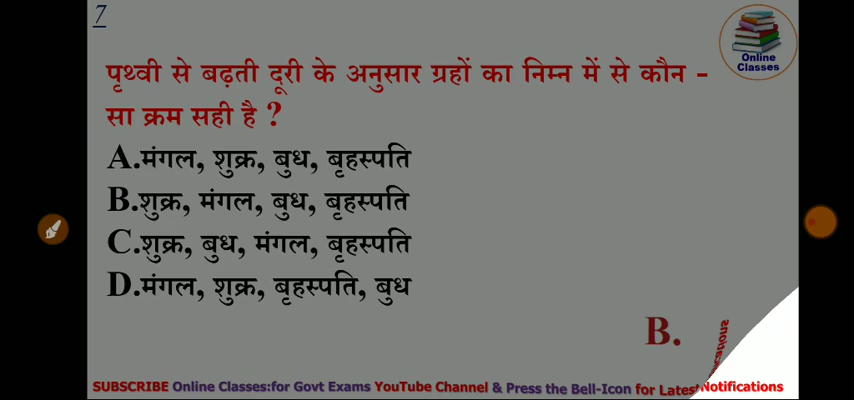 7
Online
Classes
पृथ्वी से बढ़ती दूरी के अनुसार ग्रहों का निम्न में से कौन -
सा क्रम सही है ?
A.मंगल, शुक्र, बुध, बृहस्पति
B.शुक्र, मंगल, बुध, बृहस्पति
C.शुक्र, बुध, मंगल, बृहस्पति
D.मंगल, शुक्र, बृहस्पति, बुध
B.
SUBSCRIBE Online Classes:for Govt Exams YouTube Channel & Press the Bell-Icon for Latest Notifications